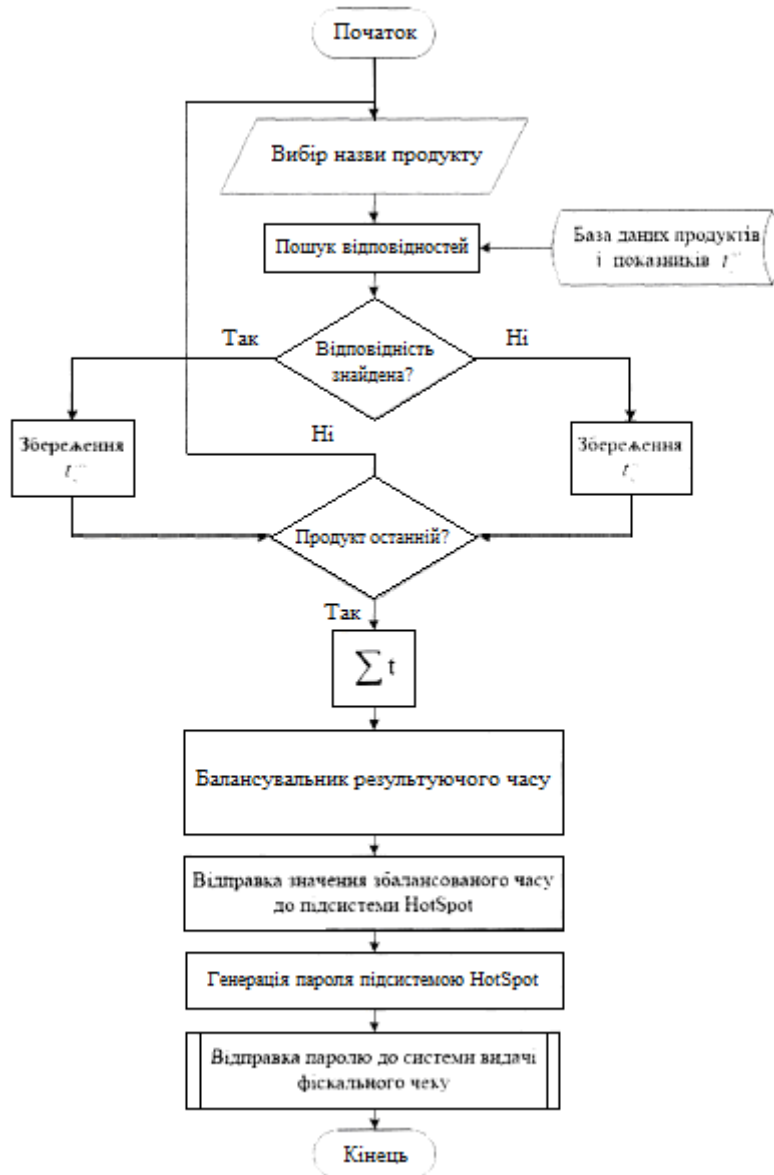 Початок
Вибір назви продукту
Пошук відповідностей
База даних продуктів
і показників t
Так
Відповідність
знайдена?
Ні
Збереження
t
Ні
Збереження
t
Продукт останній?
Так
∑ t
Балансувальник результуючого часу
Відправка значення збалансованого часу
до підсистеми HotSpot
Генерація пароля підсистемою HotSpot
Відправка паролю до системи видачі
фіскального чеку
Кінець